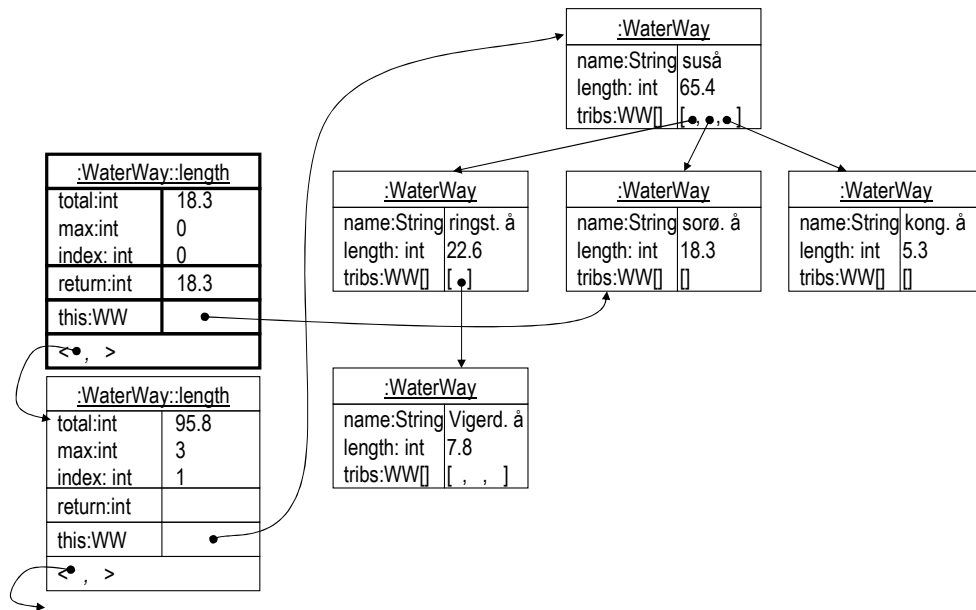 :WaterWay
name:String suså
length: int 65.4
tribs:WW[] [ , , ]
:WaterWay::length
total:int 18.3
max:int 0
index: int 0
return:int 18.3
this:WW
< , >
:WaterWay
name:String ringst. å
length: int 22.6
tribs:WW[] [ ]
:WaterWay
name:String sorø. å
length: int 18.3
tribs:WW[] []
:WaterWay
name:String kong. å
length: int 5.3
tribs:WW[] []
:WaterWay::length
total:int 95.8
max:int 3
index: int 1
return:int
this:WW
< , >
:WaterWay
name:String Vigerd. å
length: int 7.8
tribs:WW[] [ , , ]